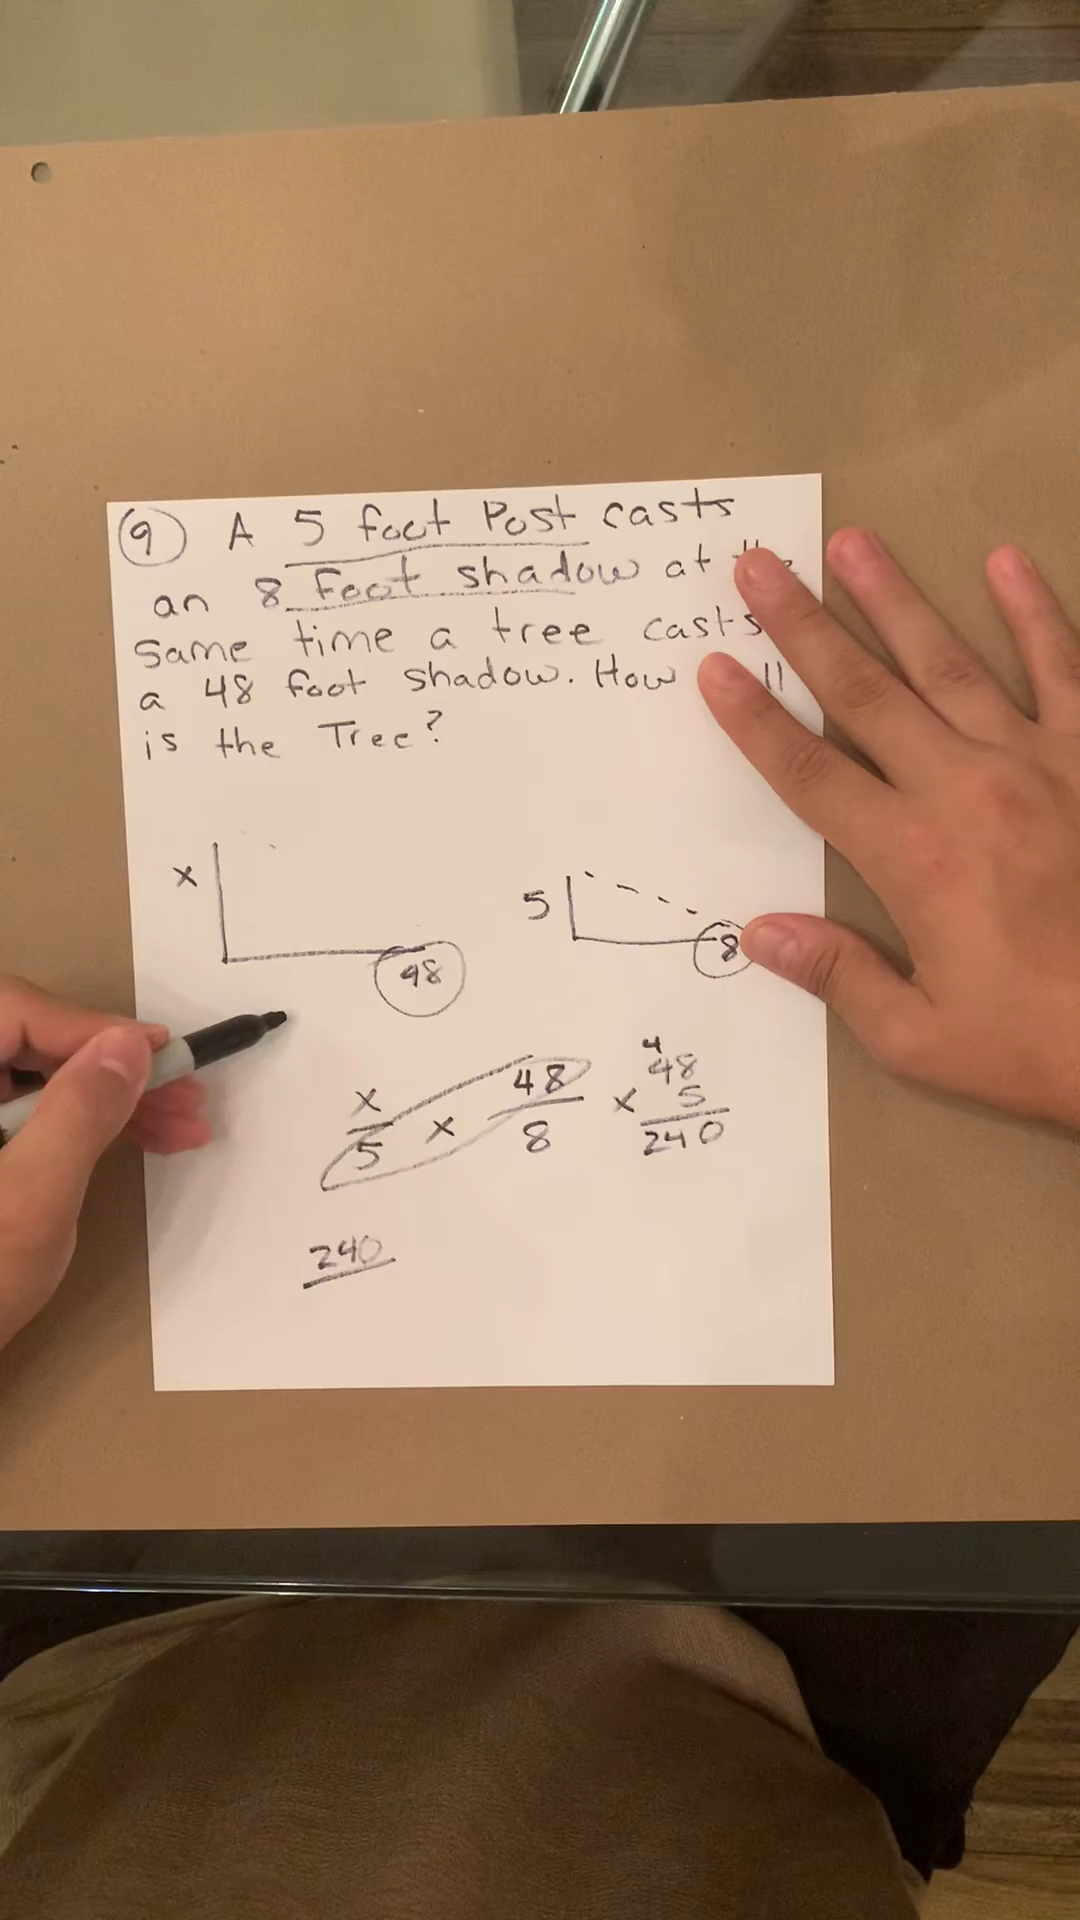 9 A 5 foot Post casts
an 8 foot shadow at
same time a tree casts
a 48 foot shadow. How
is the Tree?
x
48
5
8
x
5
x
48
8
4
48
x 5
240
240